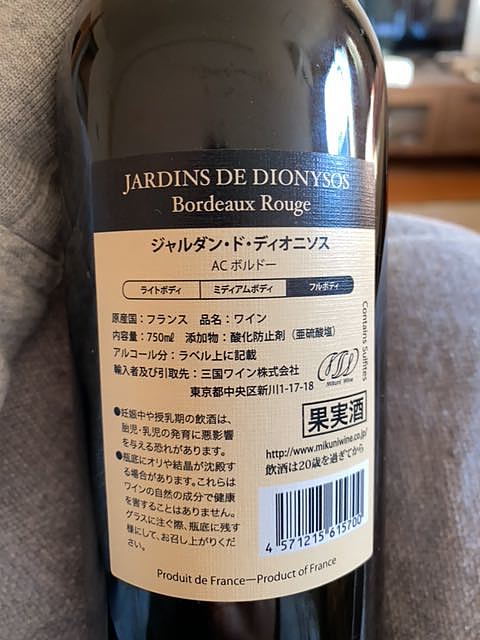 JARDINS DE DIONYSOS
Bordeaux Rouge
ジャルダン・ド・ディオニソス
AC ボルドー
ライトボディ ミディアムボディ フルボディ
原産国：フランス 品名：ワイン
内容量：750㎖ 添加物：酸化防止剤（亜硫酸塩）
アルコール分：ラベル上に記載
輸入者及び引取先：三国ワイン株式会社
東京都中央区新川1-17-18
Mikuni Wine
Contains Sulfites
●妊娠中や授乳期の飲酒は、
胎児・乳児の発育に悪影響
を与える恐れがあります。
●瓶底にオリや結晶が沈殿す
る場合があります。これらは
ワインの自然の成分で健康
を害することはありません。
グラスに注ぐ際、瓶底に残す
様にして、お召し上がりくだ
さい。
果実酒
http://www.mikuniwine.co.jp/
飲酒は20歳を過ぎてから
4 571215 615700
Produit de France—Product of France